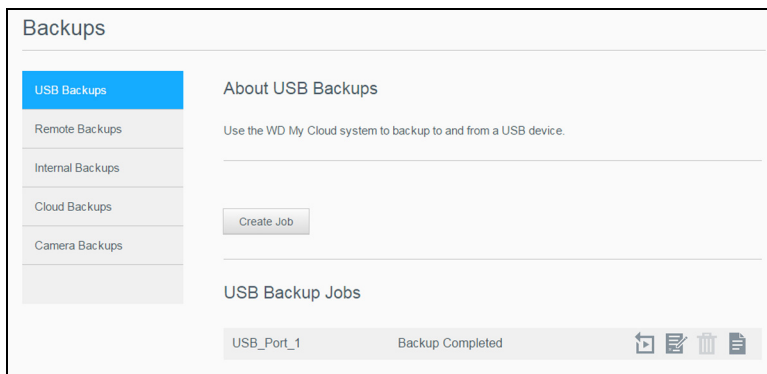 Backups
USB Backups
Remote Backups
Internal Backups
Cloud Backups
Camera Backups
About USB Backups
Use the WD My Cloud system to backup to and from a USB device.
Create Job
USB Backup Jobs
USB_Port_1 Backup Completed